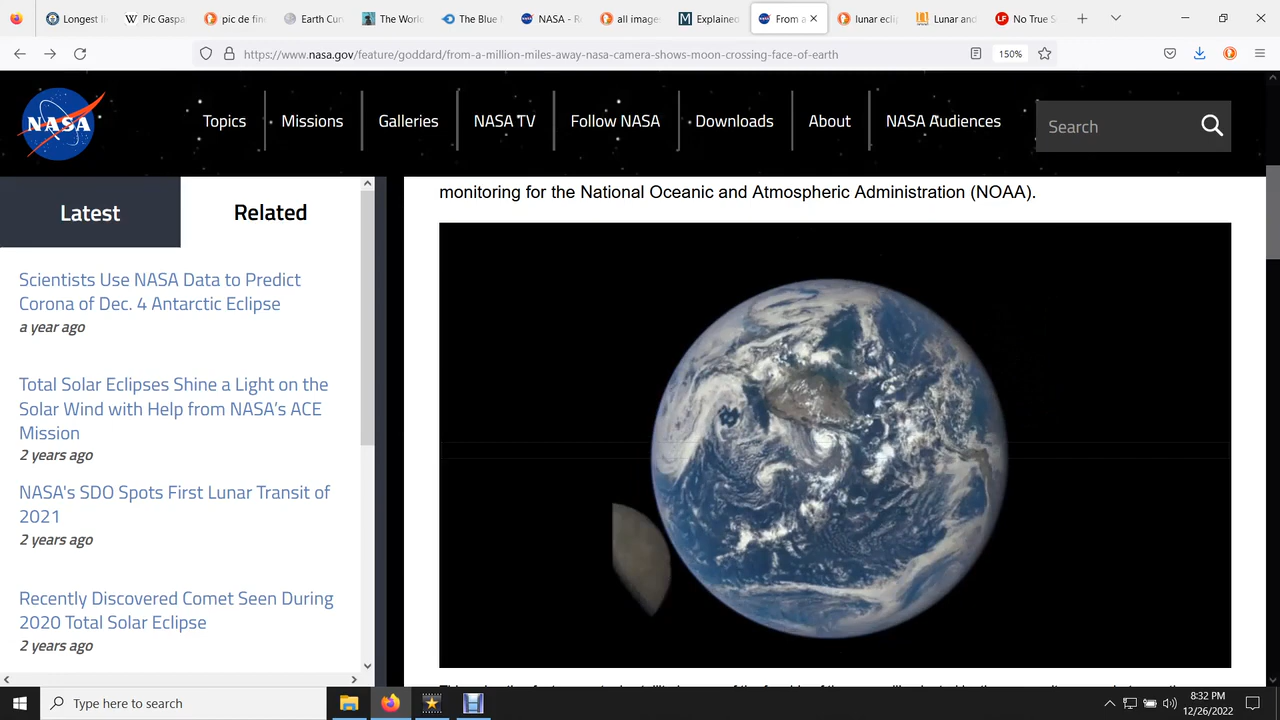 Longest li
Pic Gaspa
pic de fine
Earth Cur
The World
The Blue M
NASA - R
all images
Explained
From a
lunar eclip
Lunar and
No True S
https://www.nasa.gov/feature/goddard/from-a-million-miles-away-nasa-camera-shows-moon-crossing-face-of-earth
150%
NASA
Topics
Missions
Galleries
NASA TV
Follow NASA
Downloads
About
NASA Audiences
Search
Latest
Related
Scientists Use NASA Data to Predict
Corona of Dec. 4 Antarctic Eclipse
a year ago
Total Solar Eclipses Shine a Light on the
Solar Wind with Help from NASA’s ACE
Mission
2 years ago
NASA's SDO Spots First Lunar Transit of
2021
2 years ago
Recently Discovered Comet Seen During
2020 Total Solar Eclipse
2 years ago
monitoring for the National Oceanic and Atmospheric Administration (NOAA).
Type here to search
8:32 PM
12/26/2022